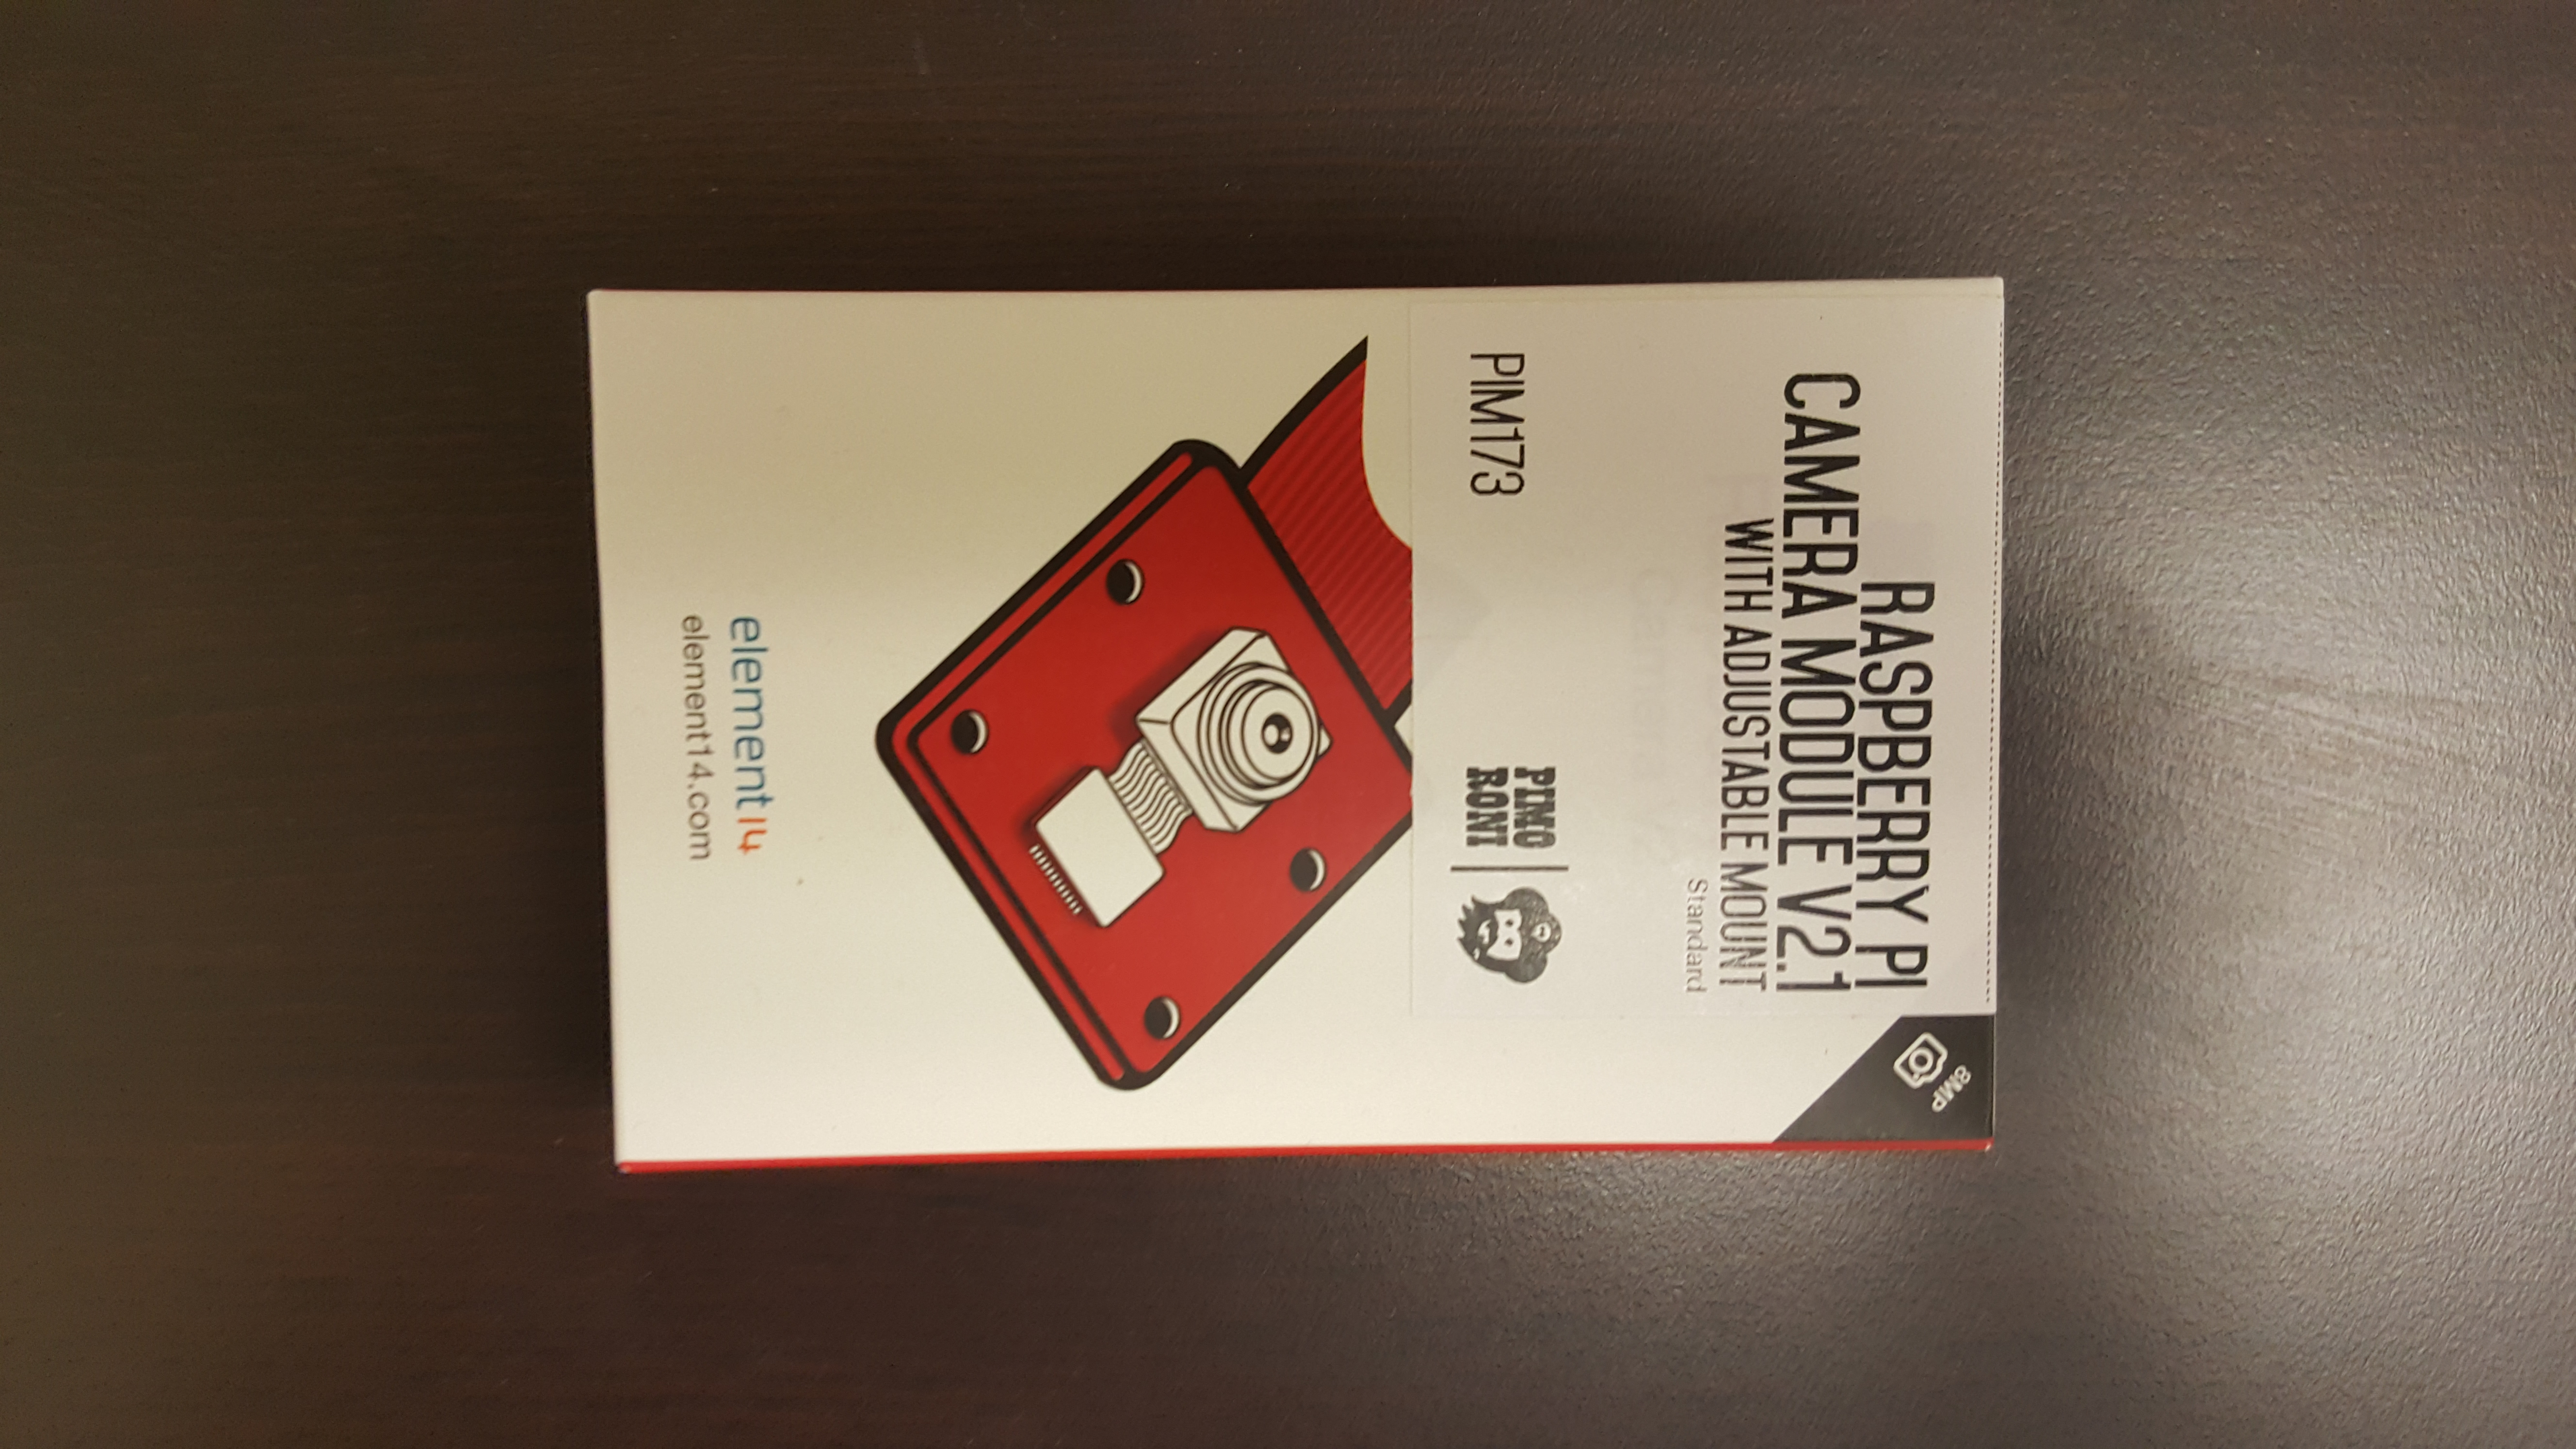 8MP
RASPBERRY PI
CAMERA MODULE V2.1
WITH ADJUSTABLE MOUNT
Standard
PIM173
PIMO
RONI
element14
element14.com